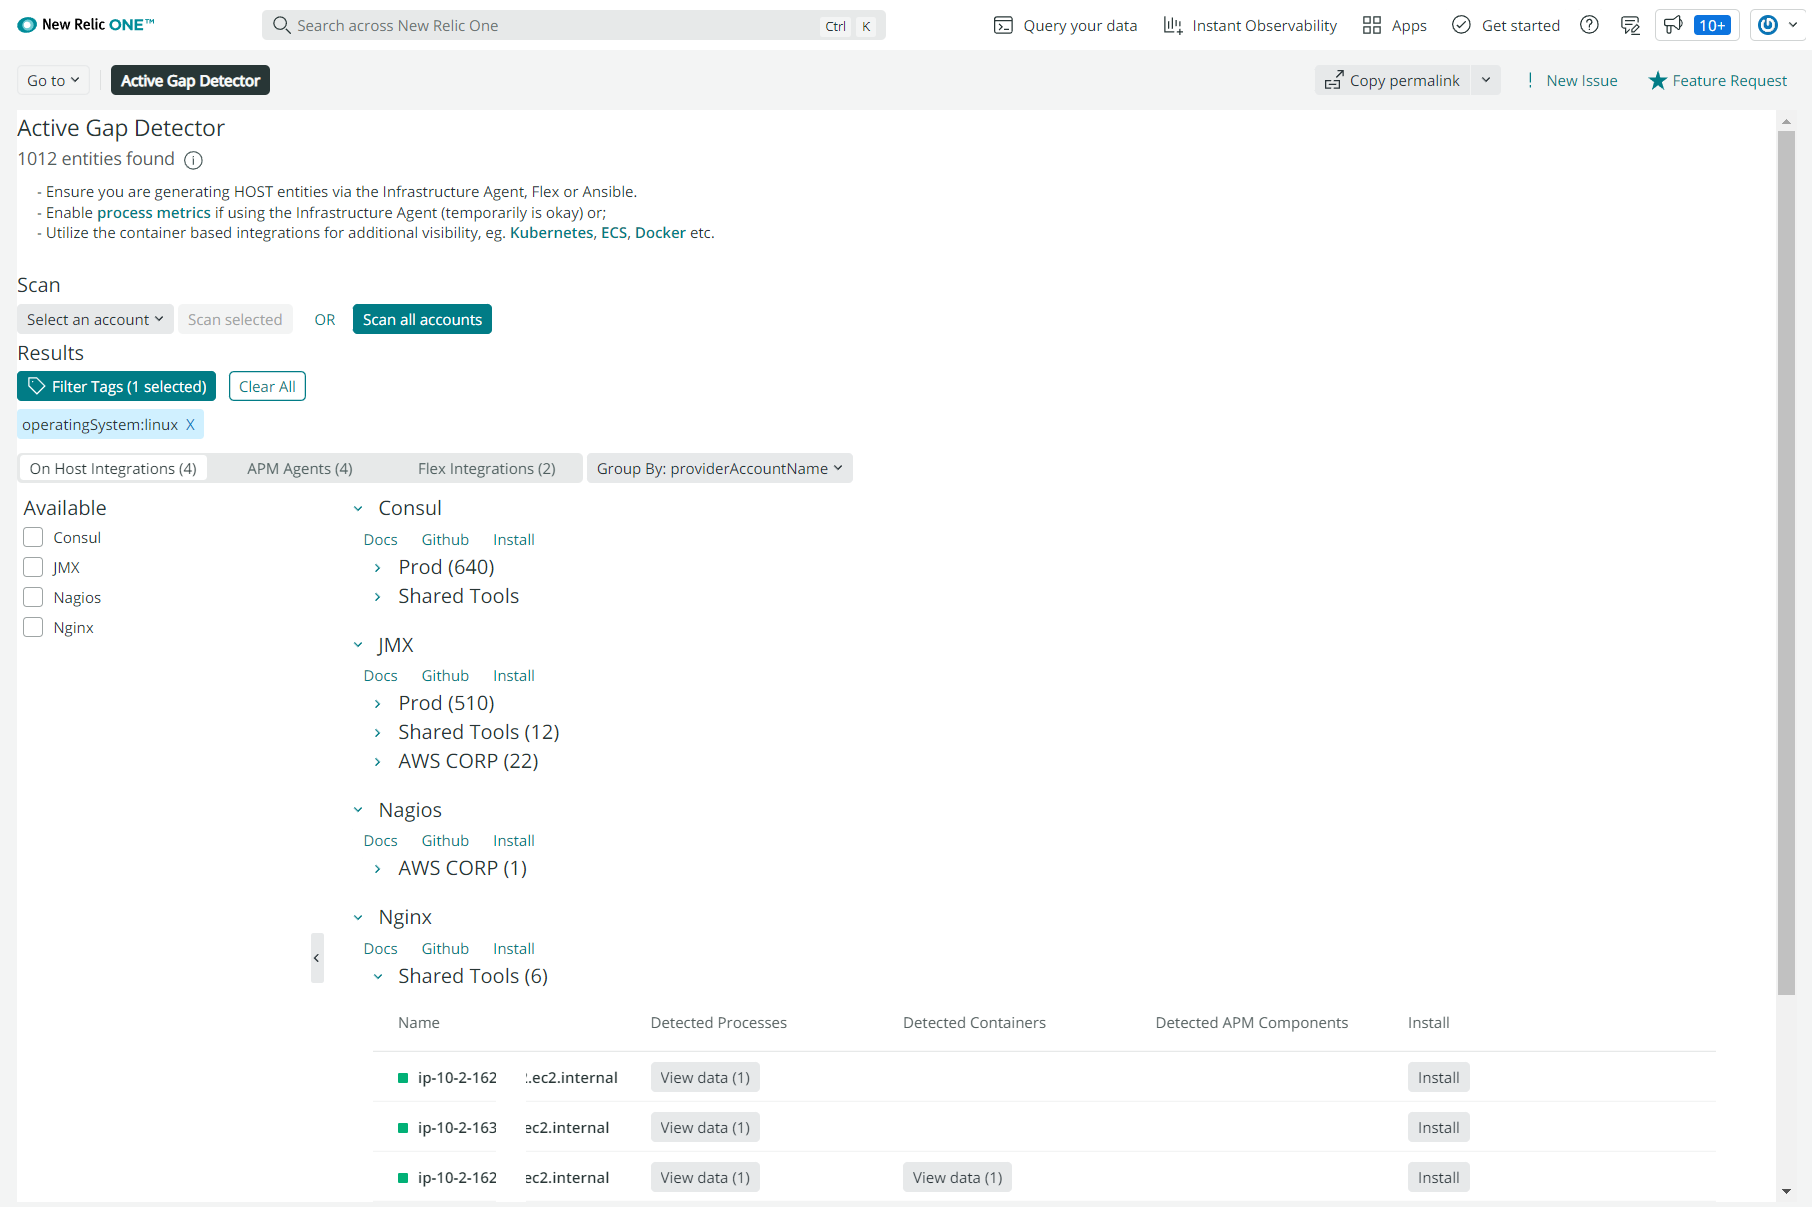 New Relic ONE™
Search across New Relic One
Ctrl K
Query your data
Instant Observability
Apps
Get started
10+
Go to
Active Gap Detector
Copy permalink
! New Issue
Feature Request
Active Gap Detector
1012 entities found
- Ensure you are generating HOST entities via the Infrastructure Agent, Flex or Ansible.
- Enable process metrics if using the Infrastructure Agent (temporarily is okay) or;
- Utilize the container based integrations for additional visibility, eg. Kubernetes, ECS, Docker etc.
Scan
Select an account Scan selected OR Scan all accounts
Results
Filter Tags (1 selected) Clear All
operatingSystem:linux X
On Host Integrations (4) APM Agents (4) Flex Integrations (2) Group By: providerAccountName
Available
Consul
JMX
Nagios
Nginx
Consul
Docs Github Install
Prod (640)
Shared Tools
JMX
Docs Github Install
Prod (510)
Shared Tools (12)
AWS CORP (22)
Nagios
Docs Github Install
AWS CORP (1)
Nginx
Docs Github Install
Shared Tools (6)
Name Detected Processes Detected Containers Detected APM Components Install
ip-10-2-162 .ec2.internal View data (1) Install
ip-10-2-163 ec2.internal View data (1) Install
ip-10-2-162 ec2.internal View data (1) View data (1) Install